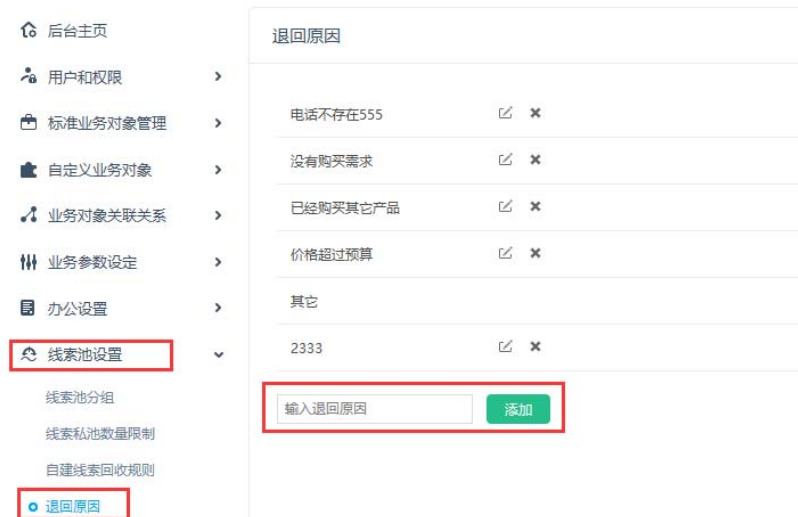 后台主页
用户和权限
标准业务对象管理
自定义业务对象
业务对象关联关系
业务参数设定
办公设置
线索池设置
线索池分组
线索私池数量限制
自建线索回收规则
退回原因
退回原因
电话不存在555
没有购买需求
已经购买其它产品
价格超过预算
其它
2333
输入退回原因
添加